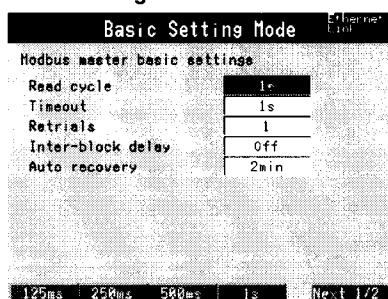 Basic Setting Mode
Ethernet
Link
Modbus master basic settings
Read cycle 1s
Timeout 1s
Retrials 1
Inter-block delay Off
Auto recovery 2min
125ms 250ms 500ms 1s Next 1/2